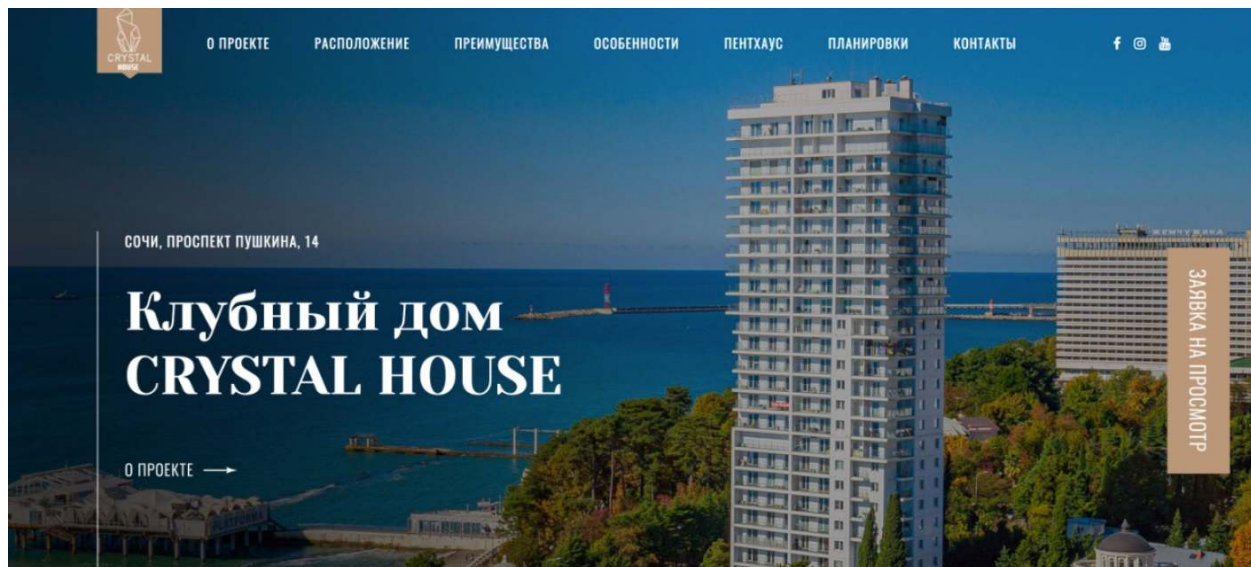 CRYSTAL
HOUSE
О ПРОЕКТЕ
РАСПОЛОЖЕНИЕ
ПРЕИМУЩЕСТВА
ОСОБЕННОСТИ
ПЕНТХАУС
ПЛАНИРОВКИ
КОНТАКТЫ
СОЧИ, ПРОСПЕКТ ПУШКИНА, 14
Клубный дом
CRYSTAL HOUSE
О ПРОЕКТЕ
ЖЕМЧУЖИНА
ЗАЯВКА НА ПРОСМОТР